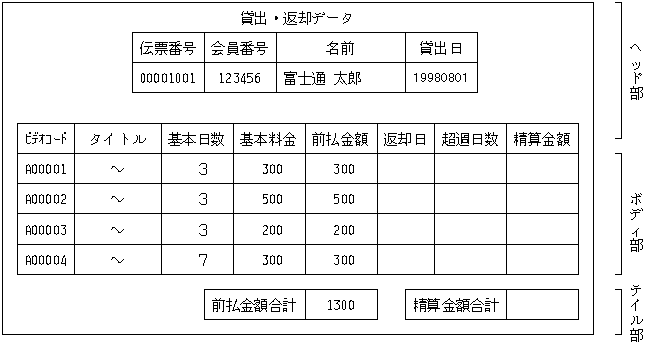 貸出・返却データ
伝票番号 会員番号 名前 貸出日
00001001 123456 富士通 太郎 19980801
ﾋﾞﾃﾞｵｺｰﾄﾞ タイトル 基本日数 基本料金 前払金額 返却日 超過日数 精算金額
A00001 ～ 3 300 300
A00002 ～ 3 500 500
A00003 ～ 3 200 200
A00004 ～ 7 300 300
前払金額合計 1300 精算金額合計
ヘッド部
ボディ部
テイル部